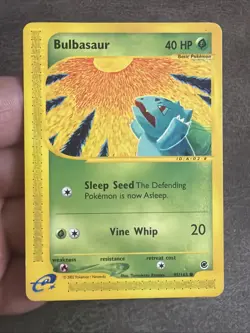 Bulbasaur 40 HP
Basic Pokémon
Sleep Seed The Defending
Pokémon is now Asleep.
Vine Whip 20
weakness resistance retreat cost
e